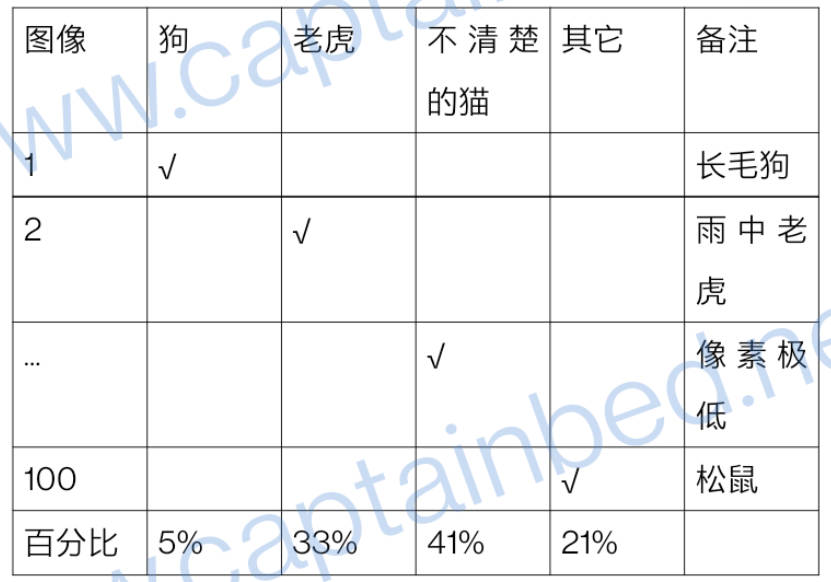 图像 狗 老虎 不清楚的猫 其它 备注
1 √ 长毛狗
2 √ 雨中老虎
... √ 像素极低
100 √ 松鼠
百分比 5% 33% 41% 21%
www.captainbed.ne
w.captainbed.ne